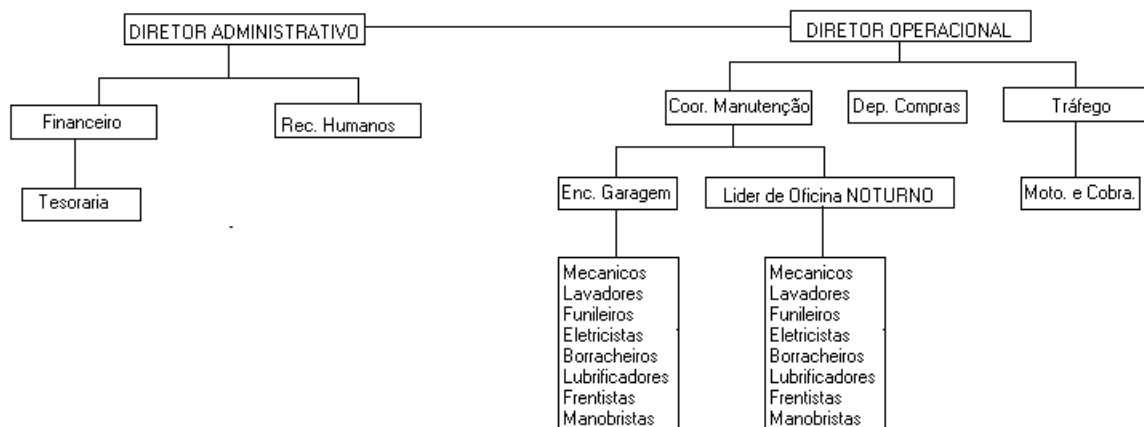 DIRETOR ADMINISTRATIVO
DIRETOR OPERACIONAL
Financeiro
Rec. Humanos
Coor. Manutenção
Dep. Compras
Tráfego
Tesoraria
Enc. Garagem
Lider de Oficina NOTURNO
Moto. e Cobra.
Mecanicos
Lavadores
Funileiros
Eletricistas
Borracheiros
Lubrificadores
Frentistas
Manobristas
Mecanicos
Lavadores
Funileiros
Eletricistas
Borracheiros
Lubrificadores
Frentistas
Manobristas